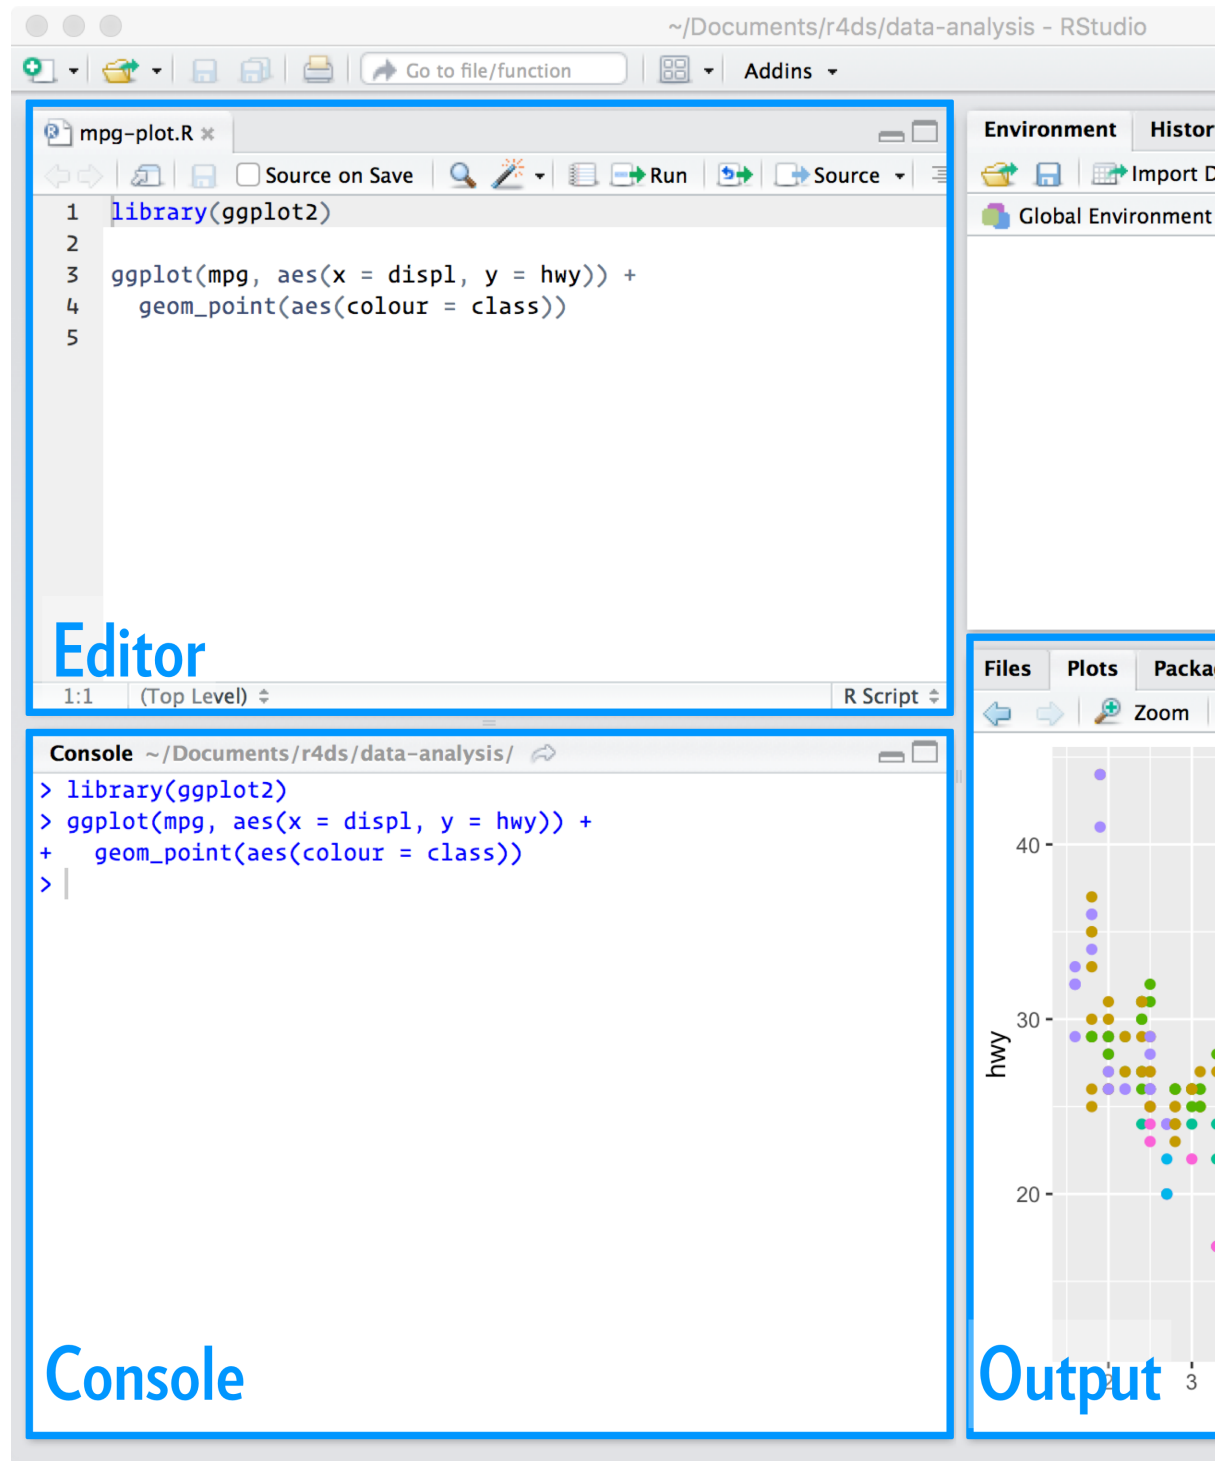 ~/Documents/r4ds/data-analysis - RStudio
Go to file/function
Addins
mpg-plot.R
Source on Save
Run
Source
1 library(ggplot2)
2
3 ggplot(mpg, aes(x = displ, y = hwy)) +
4   geom_point(aes(colour = class))
5
Editor
1:1 (Top Level)
R Script
Console ~/Documents/r4ds/data-analysis/
> library(ggplot2)
> ggplot(mpg, aes(x = displ, y = hwy)) +
+   geom_point(aes(colour = class))
>
Console
Environment Histor
Import D
Global Environment
Files Plots Packa
Zoom
40
30
20
hwy
2 3
Output